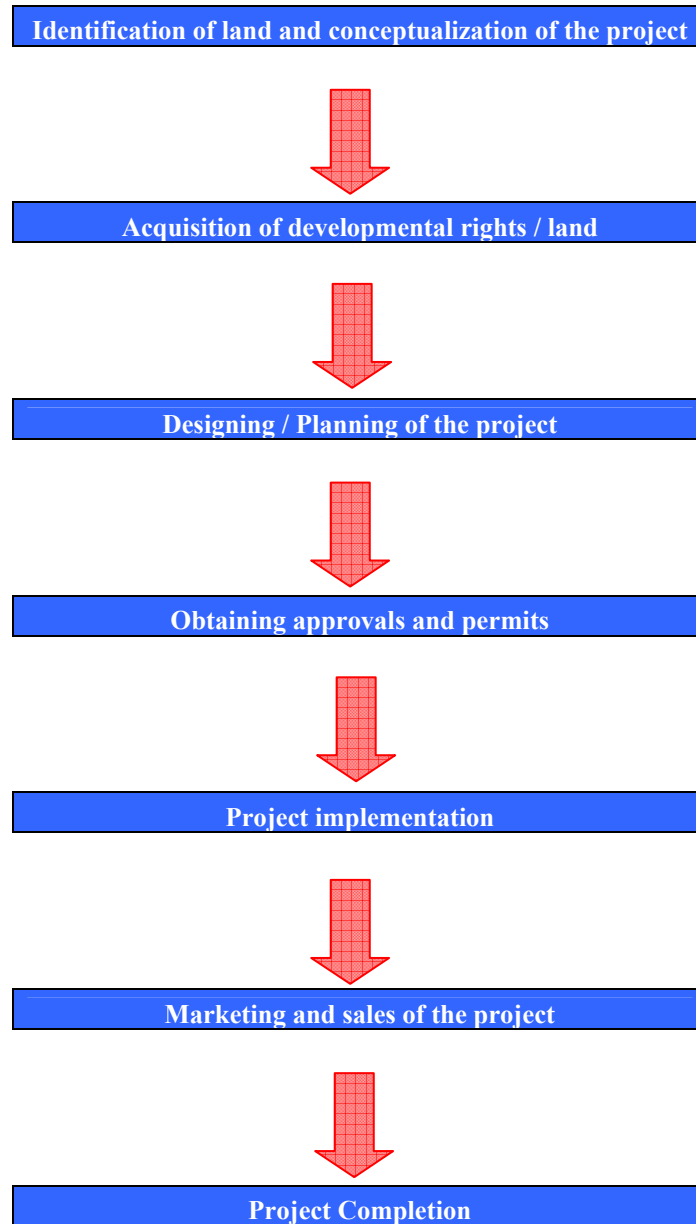 Identification of land and conceptualization of the project
Acquisition of developmental rights / land
Designing / Planning of the project
Obtaining approvals and permits
Project implementation
Marketing and sales of the project
Project Completion